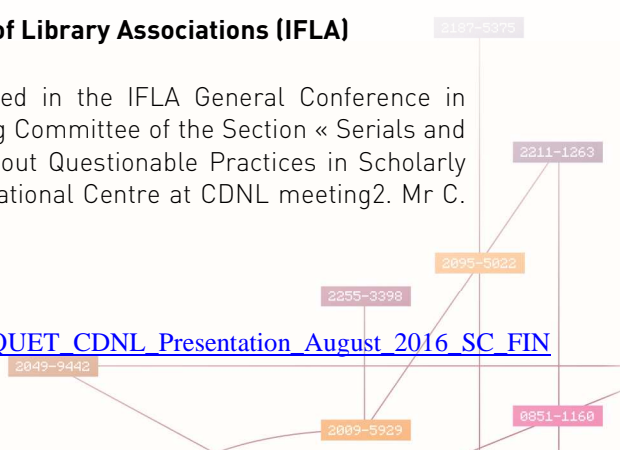 of Library Associations (IFLA)
2187-5375
ed in the IFLA General Conference in
g Committee of the Section « Serials and
out Questionable Practices in Scholarly
2211-1263
ational Centre at CDNL meeting2. Mr C.
2095-5022
2255-3398
QUET_CDNL_Presentation_August_2016_SC_FIN
2049-9442
0851-1160
2009-5929